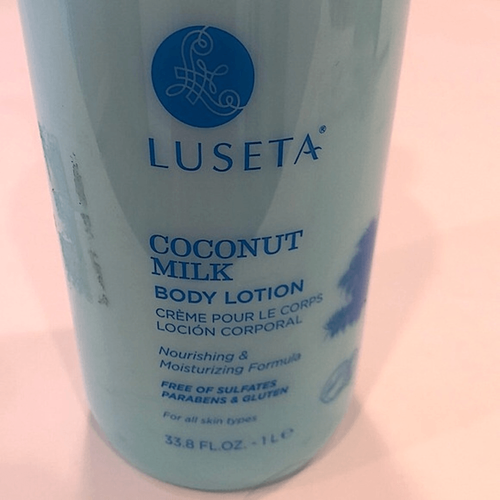 LUSETA®
COCONUT
MILK
BODY LOTION
CRÈME POUR LE CORPS
LOCIÓN CORPORAL
Nourishing &
Moisturizing Formula
FREE OF SULFATES
PARABENS & GLUTEN
For all skin types
33.8 FL.OZ. - 1 L ℮